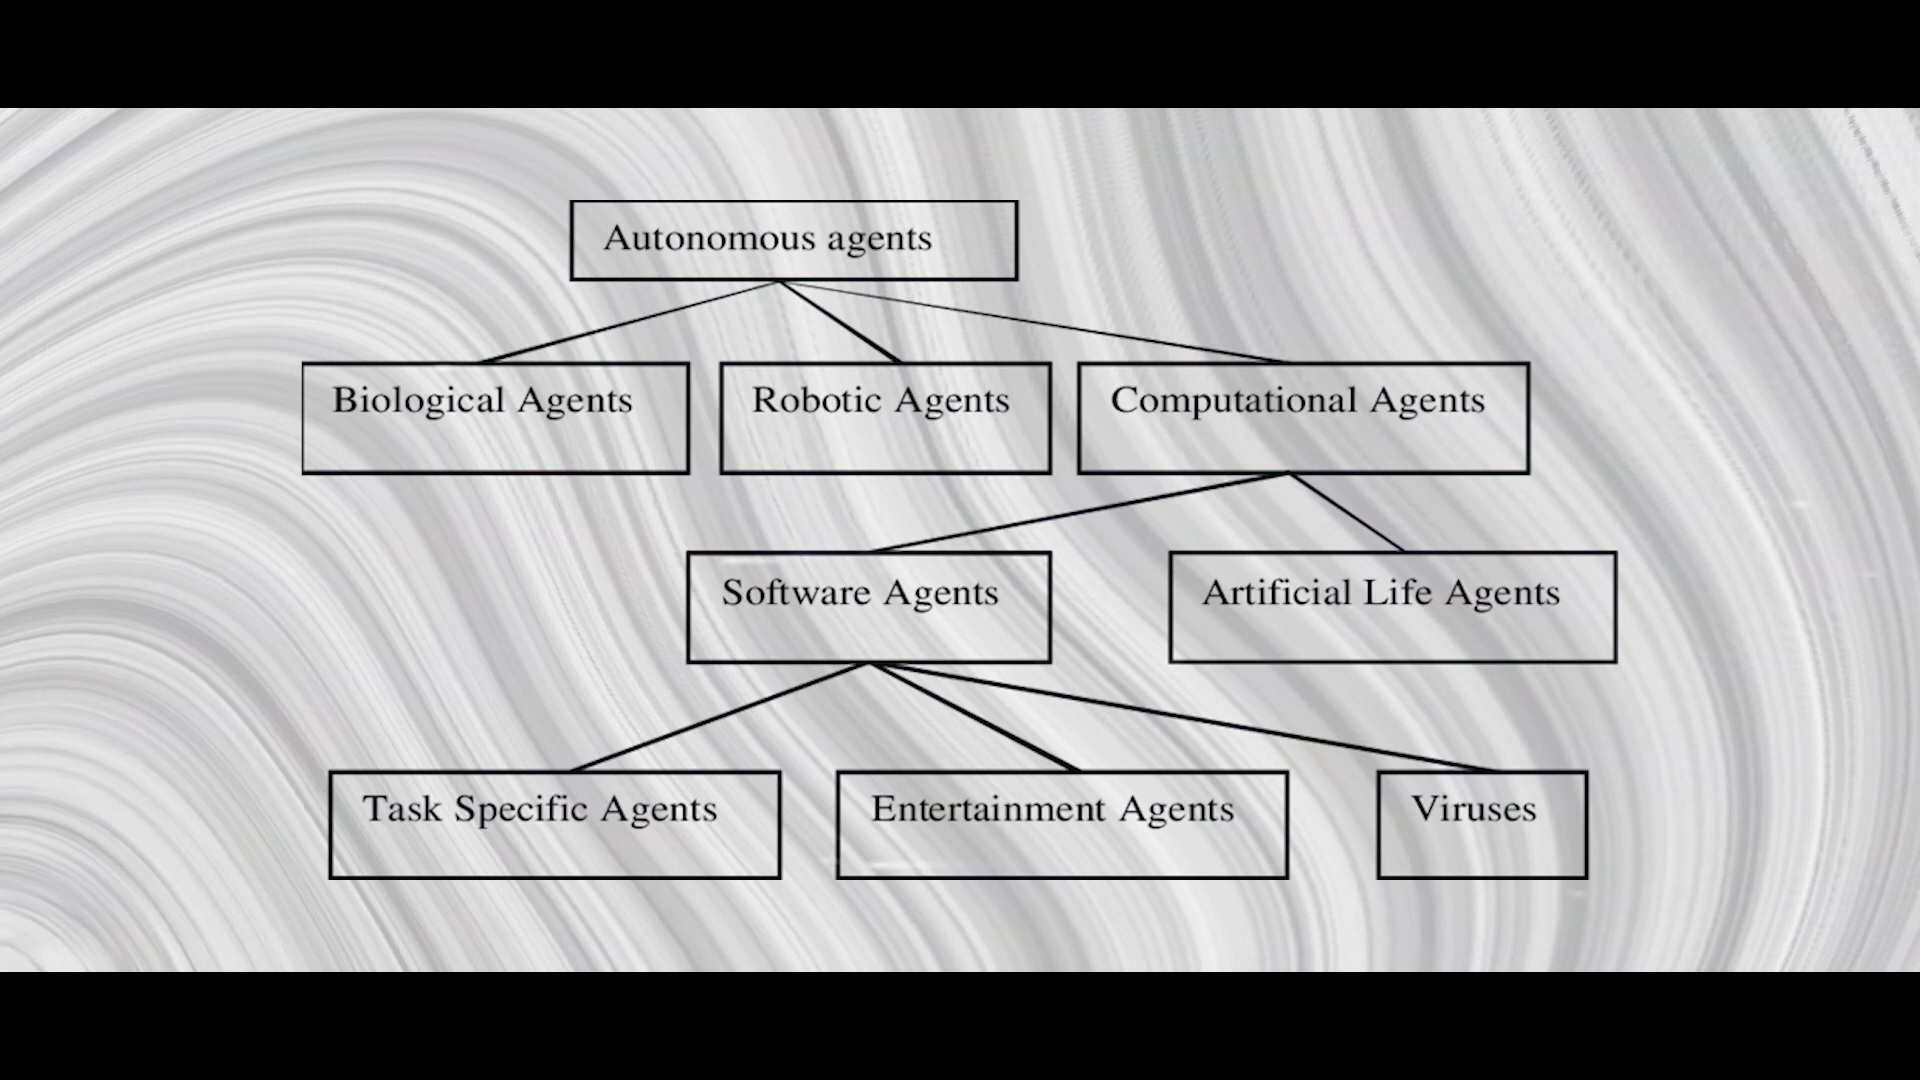 Autonomous agents
Biological Agents
Robotic Agents
Computational Agents
Software Agents
Artificial Life Agents
Task Specific Agents
Entertainment Agents
Viruses